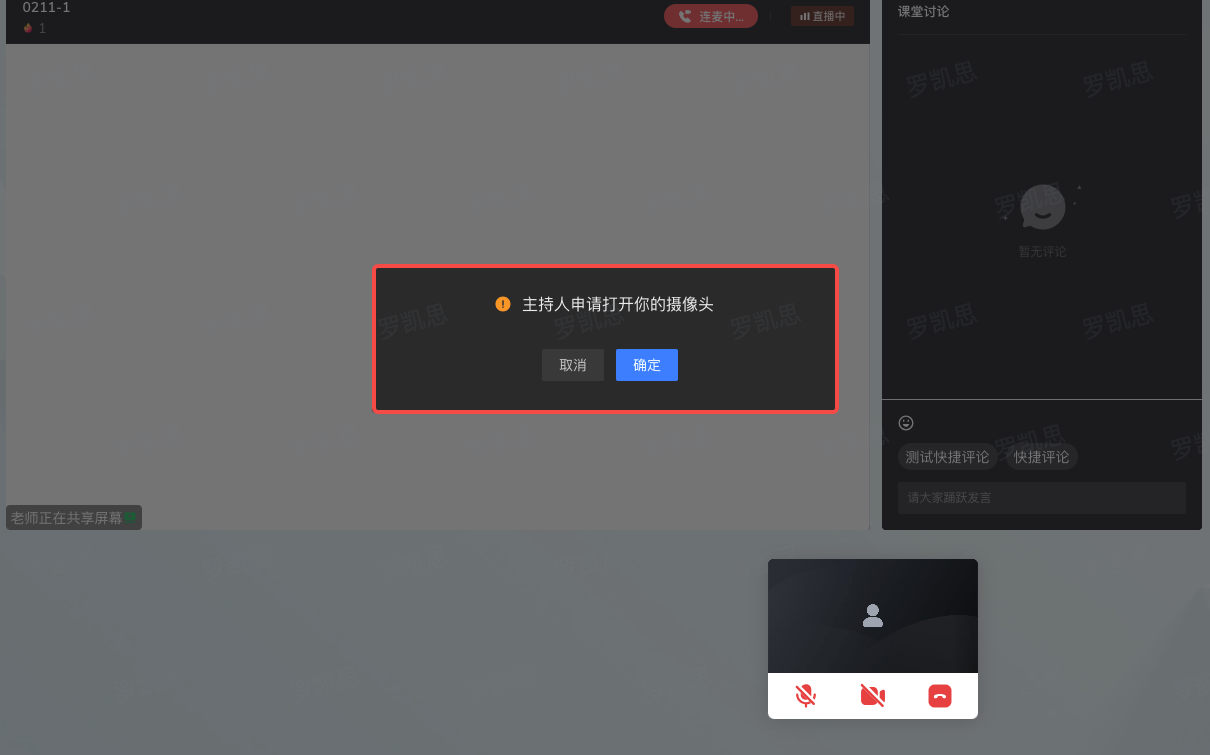 0211-1
1
连麦中...
直播中
课堂讨论
罗凯思 罗凯思
罗凯思
暂无评论
主持人申请打开你的摄像头
罗凯思 罗凯思 罗凯思
取消 确定
罗凯思 罗凯思
罗凯思
测试快捷评论 快捷评论
请大家踊跃发言
老师正在共享屏幕